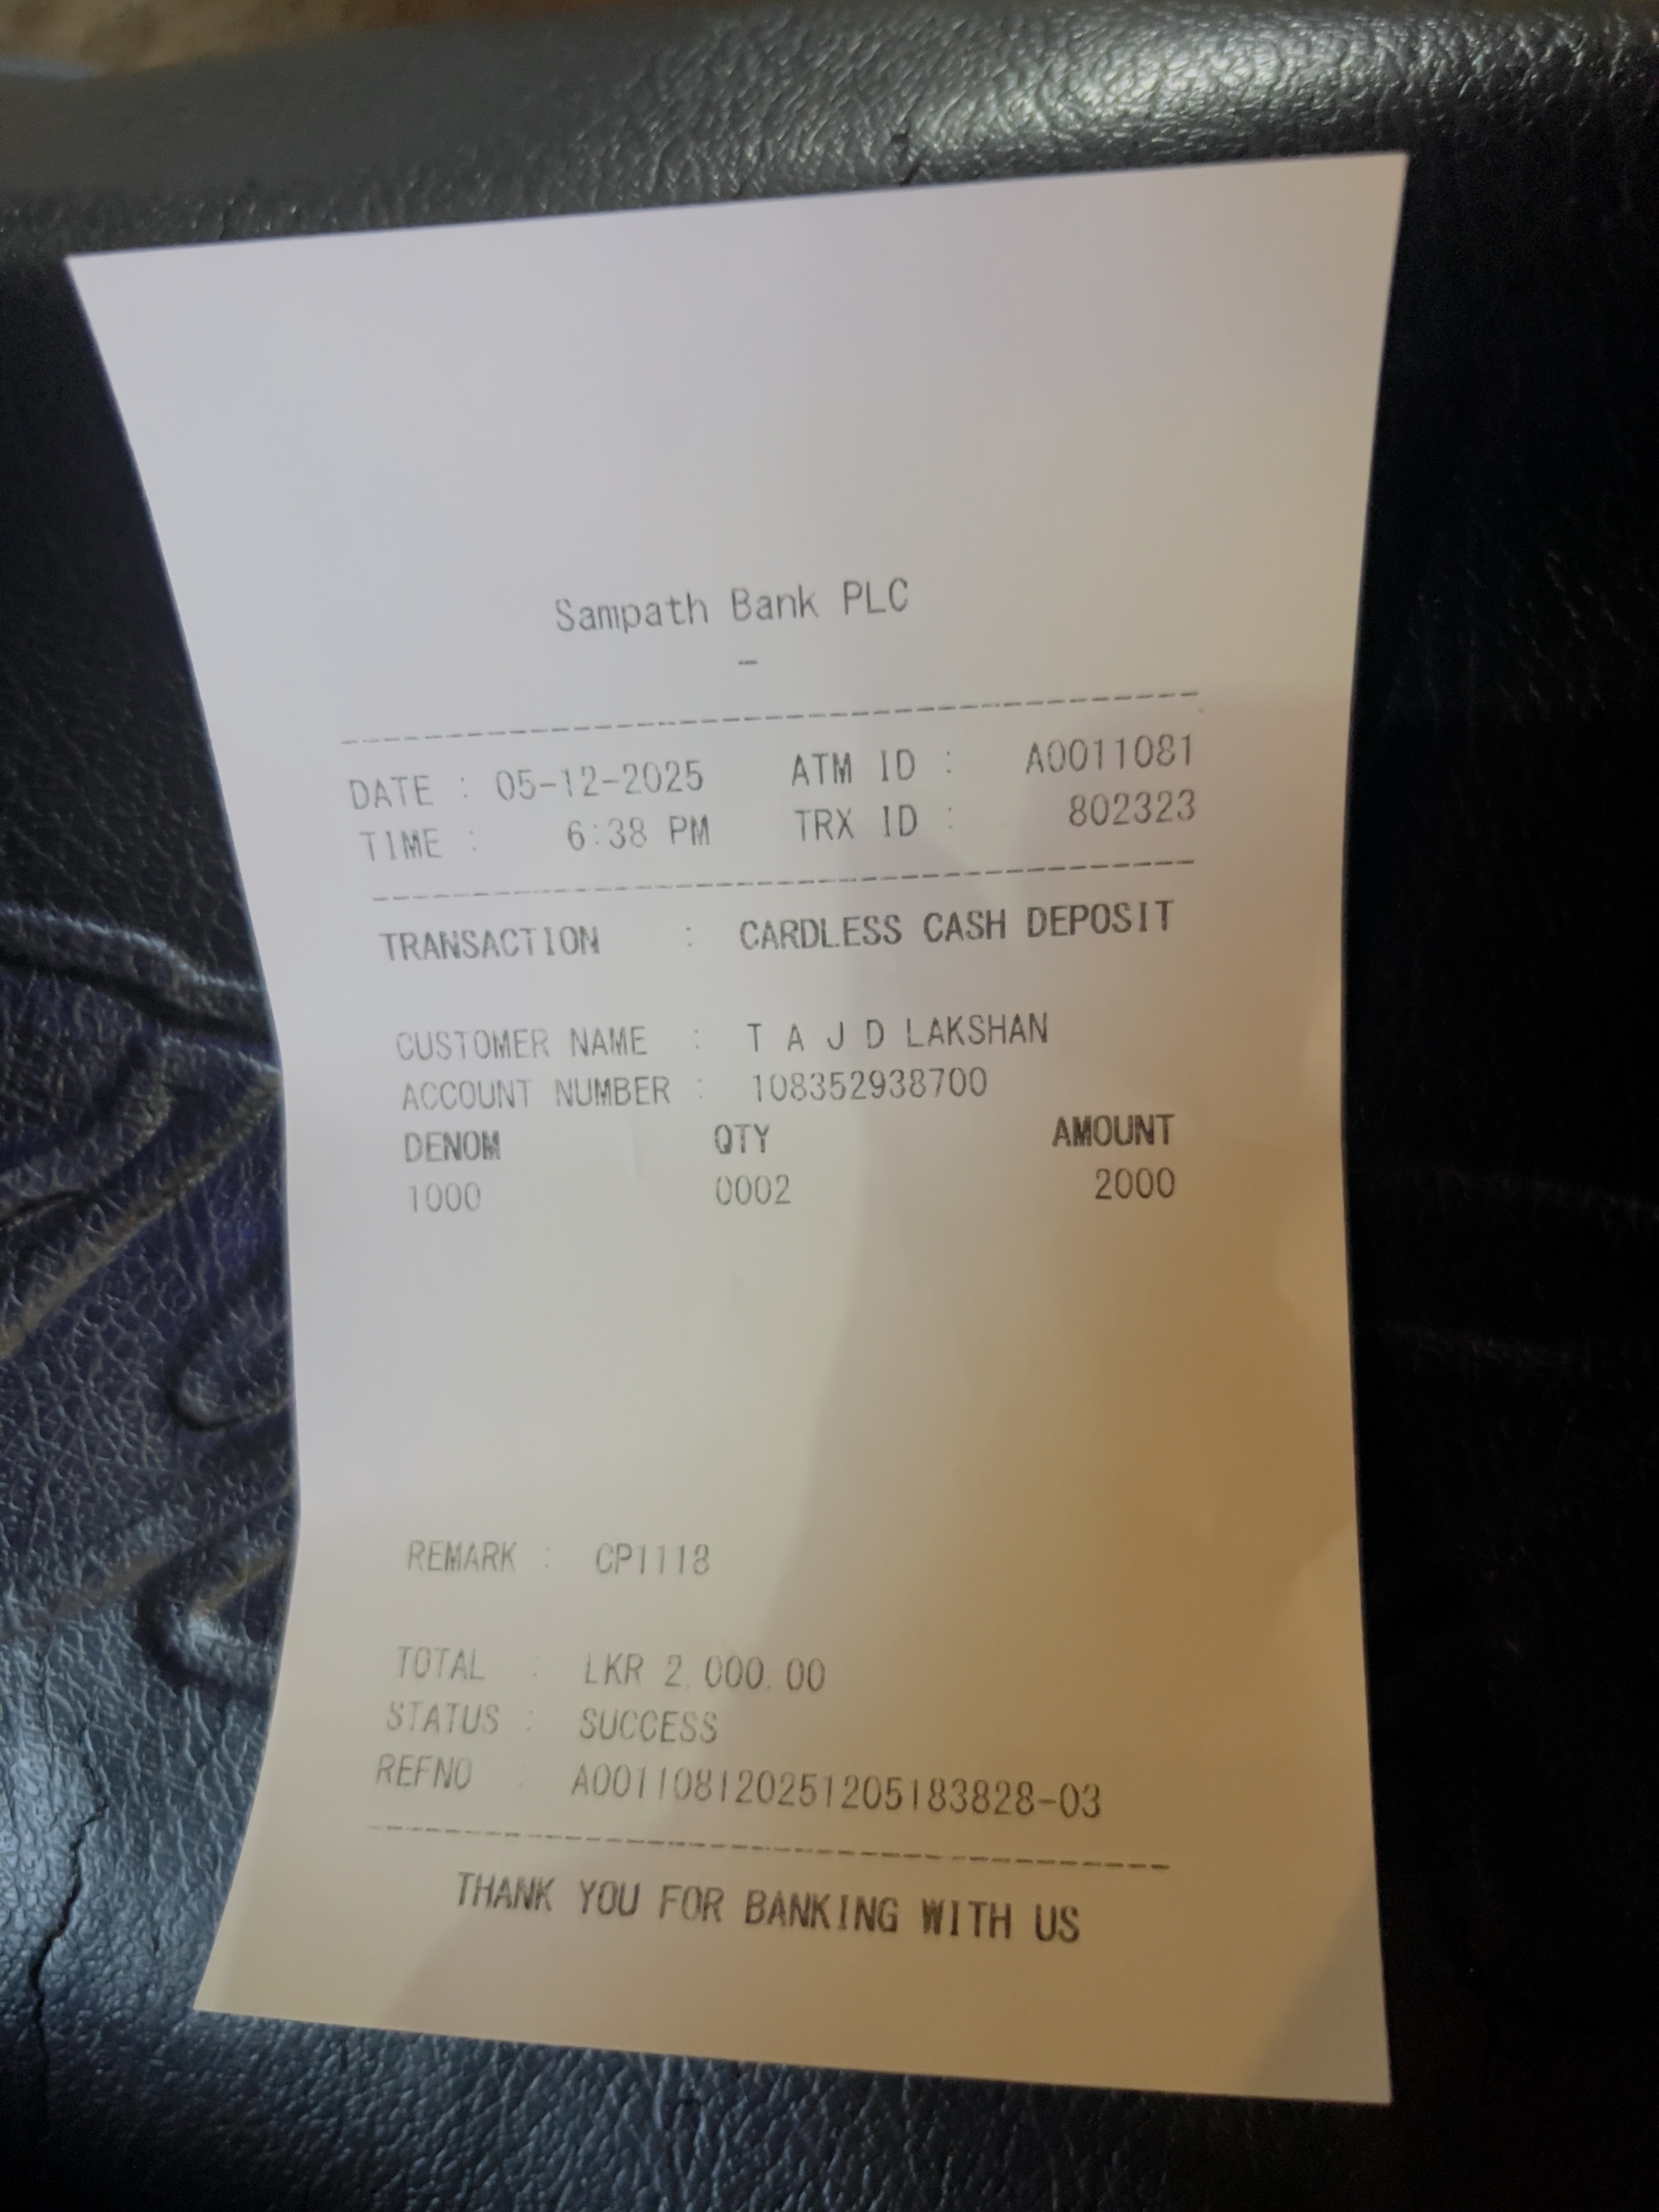 Sampath Bank PLC
-
DATE : 05-12-2025 ATM ID : A0011081
TIME : 6:38 PM TRX ID : 802323
TRANSACTION : CARDLESS CASH DEPOSIT
CUSTOMER NAME : T A J D LAKSHAN
ACCOUNT NUMBER : 108352938700
DENOM QTY AMOUNT
1000 0002 2000
REMARK : CP1118
TOTAL : LKR 2,000.00
STATUS : SUCCESS
REFNO : A001108120251205183828-03
THANK YOU FOR BANKING WITH US